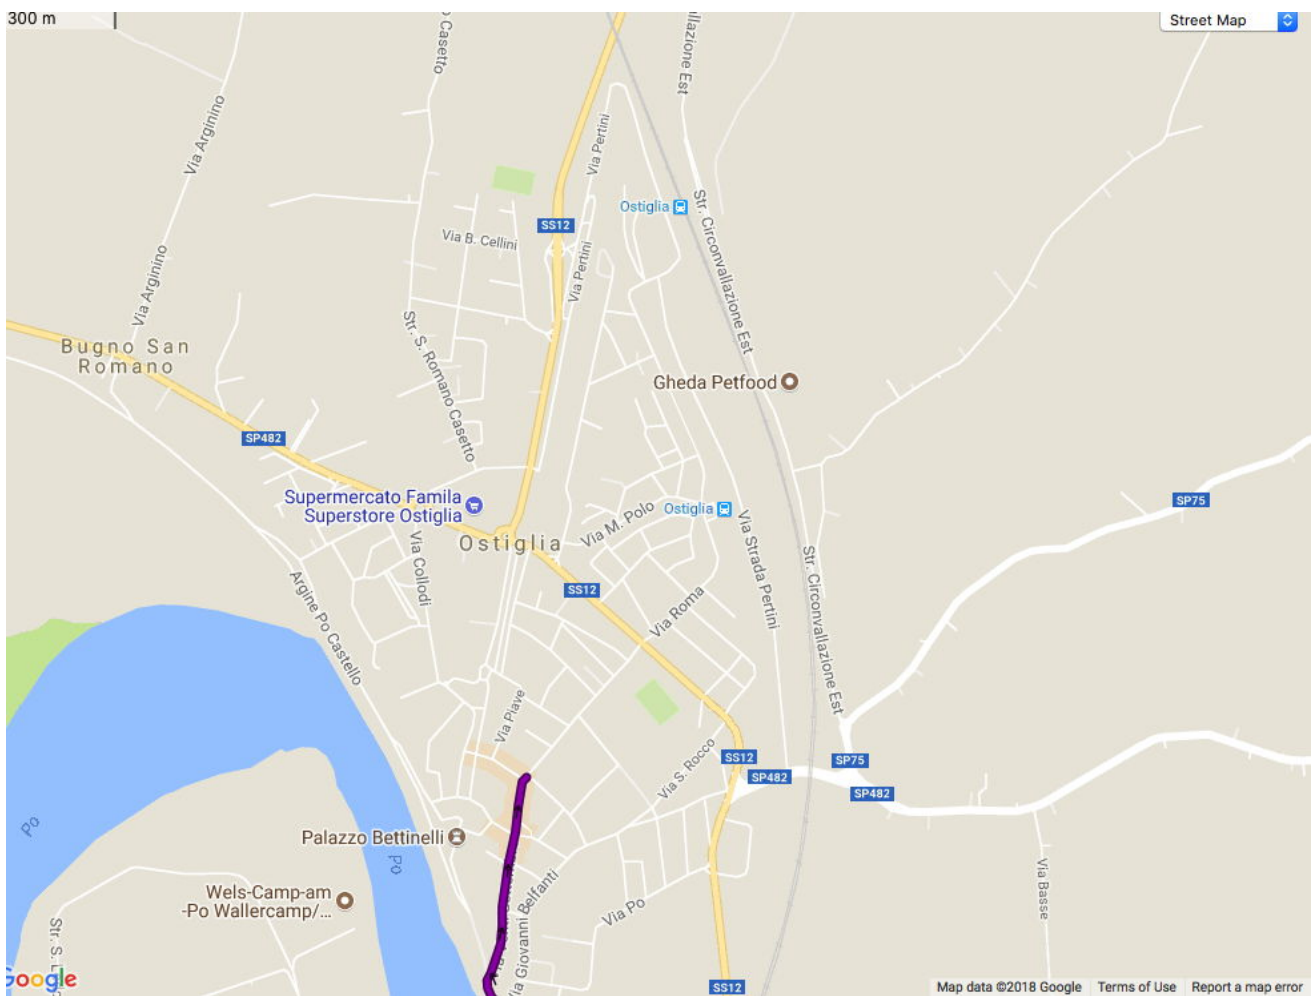 300 m
Street Map
Casetto
Via Arginino
Via Pertini
Ostiglia
SS12
Via B. Cellini
Via Pertini
Str. Circonvallazione Est
Via Arginino
Bugno San
Romano
Str. S. Romano Casetto
Gheda Petfood
SP482
Supermercato Famila
Superstore Ostiglia
Ostiglia
SP75
Via M. Polo
Via Strada Pertini
Ostiglia
Via Collodi
Str. Circonvallazione Est
SS12
Argine Po Castello
Via Roma
Via Piave
Via S. Rocco
SS12
SP75
SP482
SP482
Po
Palazzo Bettinelli
Po
Wels-Camp-am
-Po Wallercamp/...
Via Giovanni Belfanti
Via Po
Via Basse
Str. S.
Google
SS12
Map data ©2018 Google
Terms of Use
Report a map error